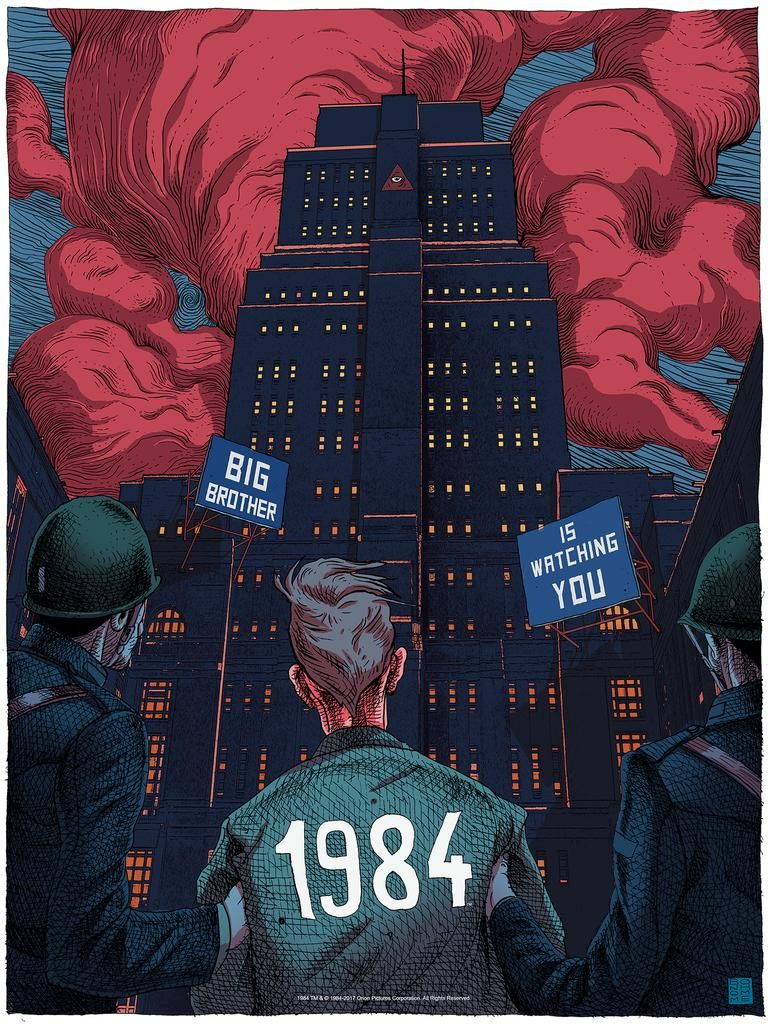 BIG
BROTHER
IS
WATCHING
YOU
1984
1984 TM & © 1984-2017 Orion Pictures Corporation. All Rights Reserved.